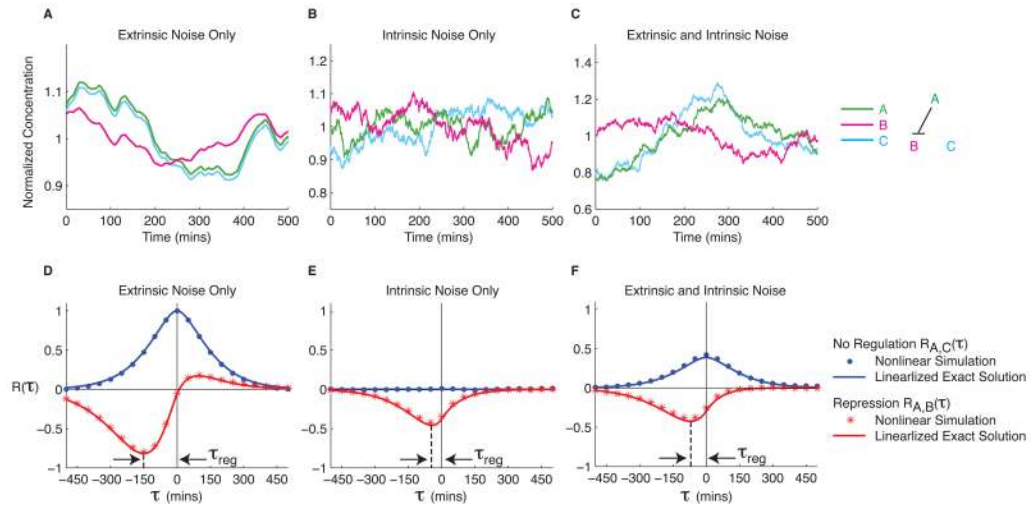 A
Extrinsic Noise Only
B
Intrinsic Noise Only
C
Extrinsic and Intrinsic Noise
Normalized Concentration
1.1
1
0.9
0 100 200 300 400 500
Time (mins)
1.2
1.1
1
0.9
0.8
0 100 200 300 400 500
Time (mins)
1.4
1.2
1
0.8
0.6
0 100 200 300 400 500
Time (mins)
A
B
C
A
B C
D
Extrinsic Noise Only
E
Intrinsic Noise Only
F
Extrinsic and Intrinsic Noise
R(τ)
1
0.5
0
−0.5
−1
τreg
−450 −300 −150 0 150 300 450
τ (mins)
1
0.5
0
−0.5
−1
τreg
−450 −300 −150 0 150 300 450
τ (mins)
1
0.5
0
−0.5
−1
τreg
−450 −300 −150 0 150 300 450
τ (mins)
No Regulation RA,C(τ)
Nonlinear Simulation
Linearized Exact Solution
Repression RA,B(τ)
Nonlinear Simulation
Linearized Exact Solution